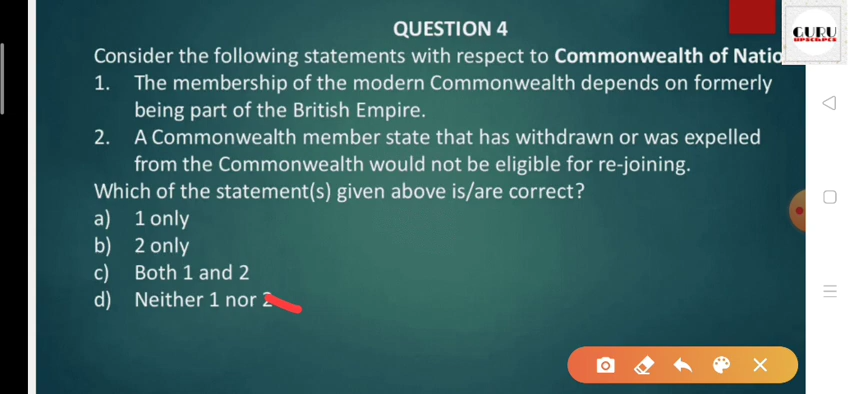 QUESTION 4
GURU
UPSC&PCS
Consider the following statements with respect to Commonwealth of Natio
1. The membership of the modern Commonwealth depends on formerly
being part of the British Empire.
2. A Commonwealth member state that has withdrawn or was expelled
from the Commonwealth would not be eligible for re-joining.
Which of the statement(s) given above is/are correct?
a) 1 only
b) 2 only
c) Both 1 and 2
d) Neither 1 nor 2